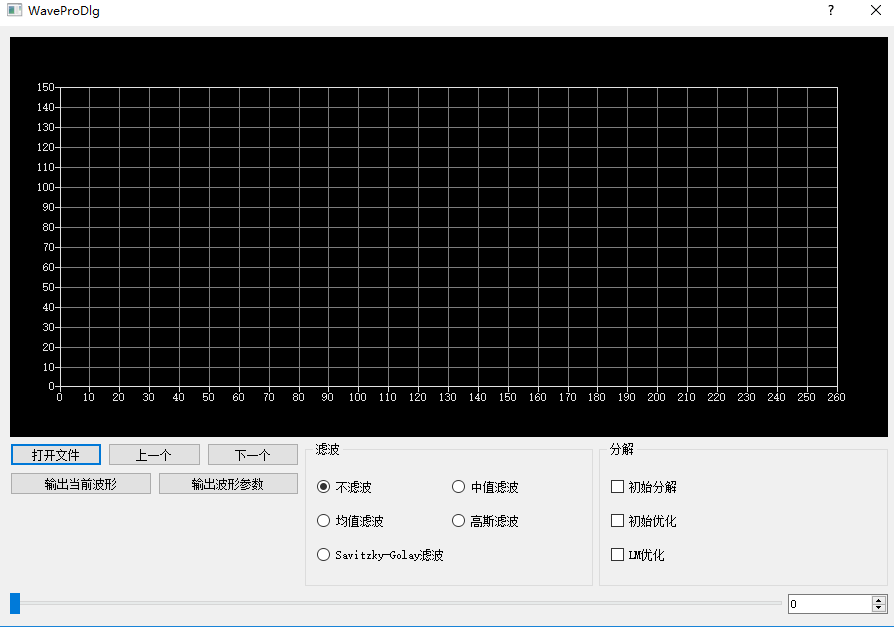 WaveProDlg
?
150
140
130
120
110
100
90
80
70
60
50
40
30
20
10
0
0 10 20 30 40 50 60 70 80 90 100 110 120 130 140 150 160 170 180 190 200 210 220 230 240 250 260
打开文件 上一个 下一个
输出当前波形 输出波形参数
滤波
不滤波 中值滤波
均值滤波 高斯滤波
Savitzky-Golay滤波
分解
初始分解
初始优化
LM优化
0